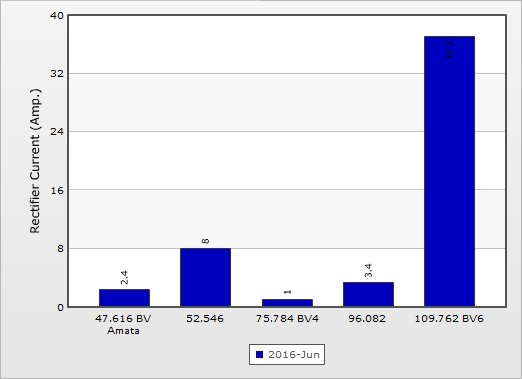 Rectifier Current (Amp.)
40
32
24
16
8
0
2.4
8
1
3.4
47.616 BV
Amata
52.546
75.784 BV4
96.082
109.762 BV6
2016-Jun